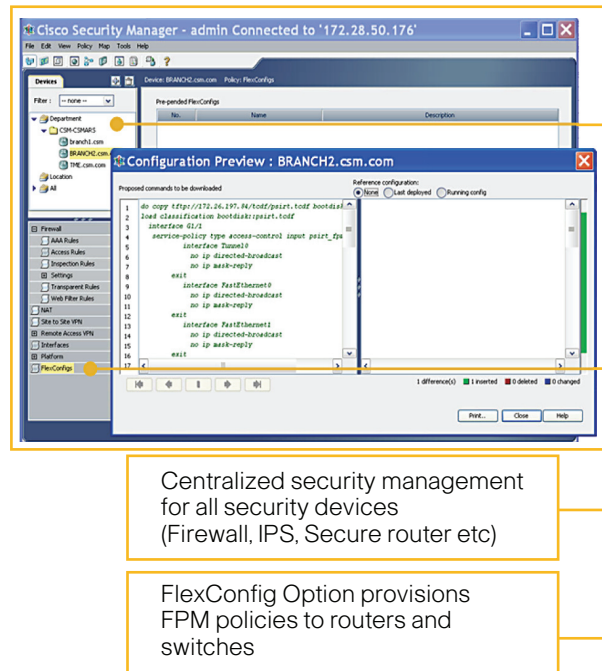 Cisco Security Manager - admin Connected to '172.28.50.176'
File Edit View Policy Map Tools Help
Devices
Device: BRANCH2.csm.com Policy: FlexConfigs
Filter : -- none --
Pre-pended FlexConfigs
No. Name Description
Department
CSM-CSMARS
branch1.csm
BRANCH2.csm.
TME.csm.com
Location
All
Firewall
AAA Rules
Access Rules
Inspection Rules
Settings
Transparent Rules
Web Filter Rules
NAT
Site to Site VPN
Remote Access VPN
Interfaces
Platform
FlexConfigs
Configuration Preview : BRANCH2.csm.com
Proposed commands to be downloaded
Reference configuration:
None Last deployed Running config
1 do copy tftp://172.26.197.84/todf/psirt.todf bootdisk
2 load classification bootdisk:psirt.todf
3 interface G1/1
4 service-policy type access-control input psirt_fpm
5 interface Tunnel0
6 no ip directed-broadcast
7 no ip mask-reply
8 exit
9 interface FastEthernet0
10 no ip directed-broadcast
11 no ip mask-reply
12 exit
13 interface FastEthernet1
14 no ip directed-broadcast
15 no ip mask-reply
16 exit
17
1 difference(s) 1 inserted 0 deleted 0 changed
Print.. Close Help
Centralized security management
for all security devices
(Firewall, IPS, Secure router etc)
FlexConfig Option provisions
FPM policies to routers and
switches